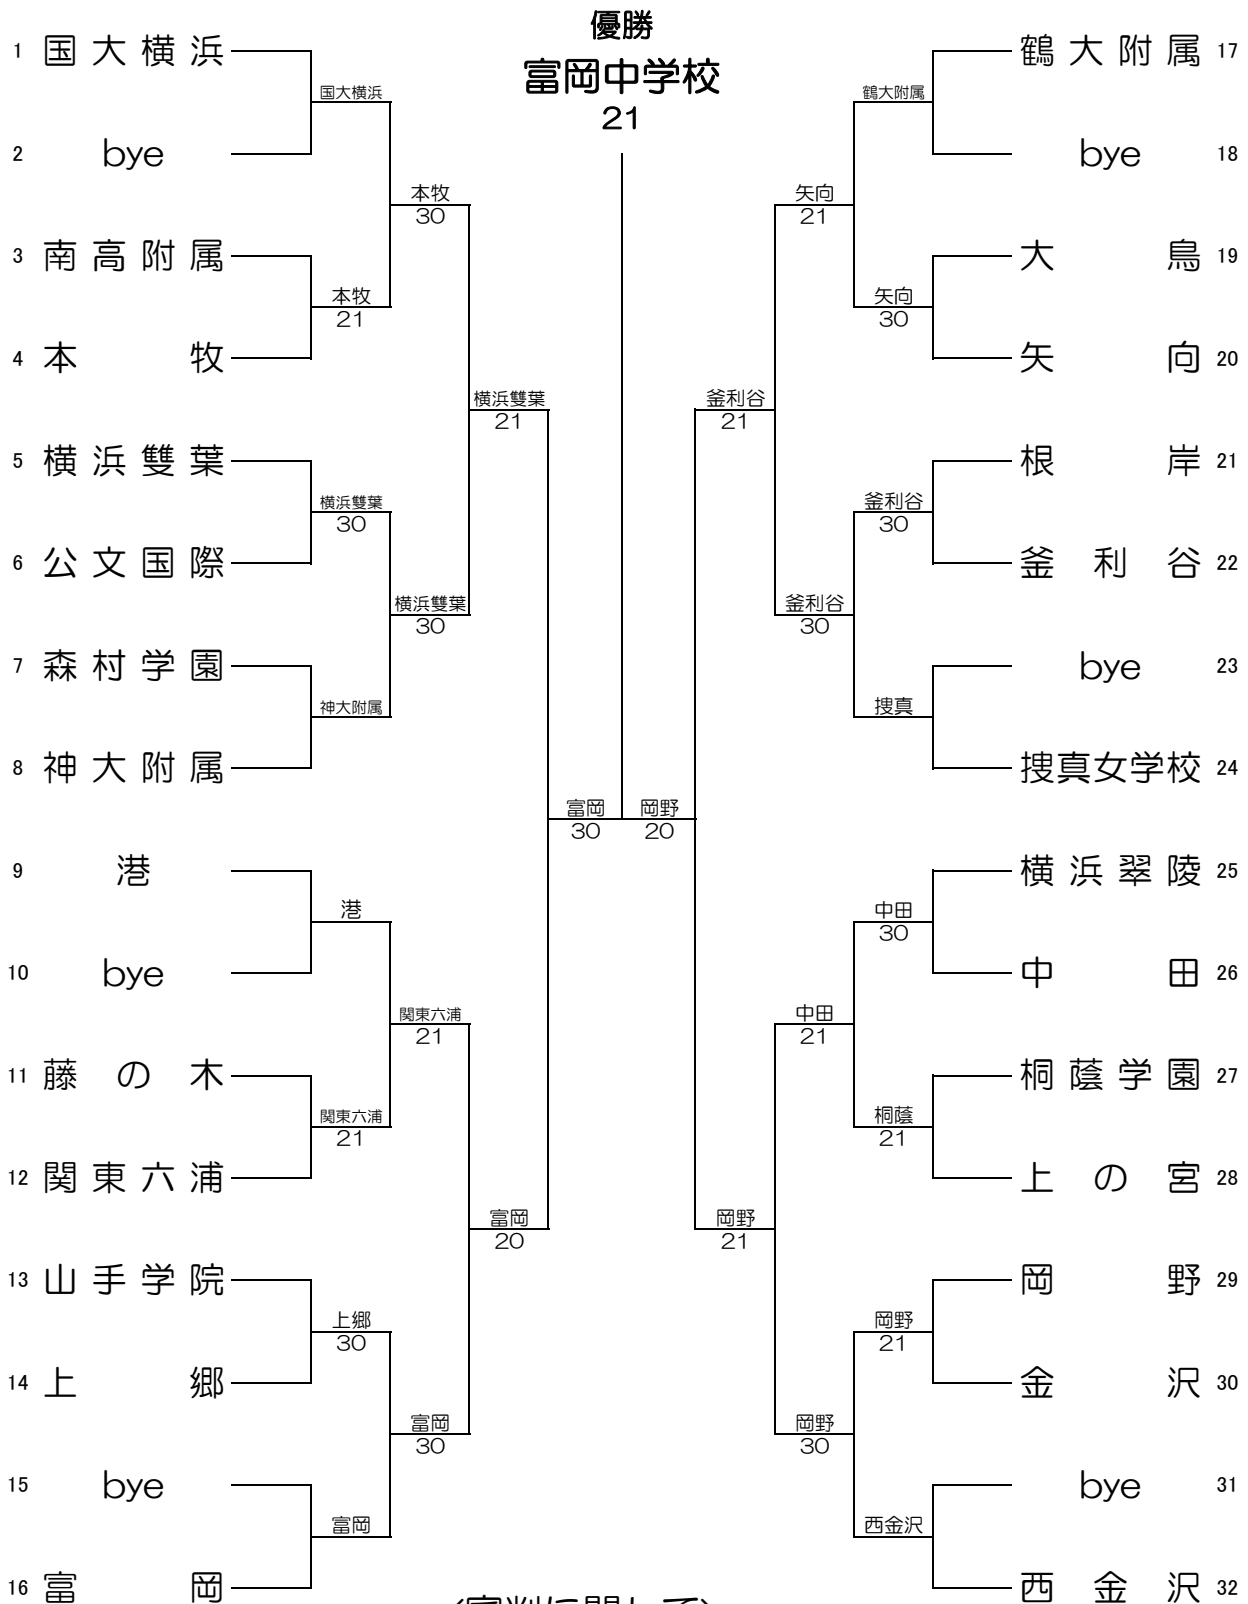 優勝
富岡中学校
21
1 国大横浜
2 bye
3 南高附属
4 本牧
5 横浜雙葉
6 公文国際
7 森村学園
8 神大附属
9 港
10 bye
11 藤の木
12 関東六浦
13 山手学院
14 上郷
15 bye
16 富岡
国大横浜
本牧
21
横浜雙葉
30
神大附属
港
関東六浦
21
上郷
30
富岡
本牧
30
横浜雙葉
30
関東六浦
21
富岡
30
横浜雙葉
21
富岡
20
富岡
30
岡野
20
釜利谷
21
岡野
21
矢向
21
釜利谷
30
中田
21
岡野
30
鶴大附属
矢向
30
釜利谷
30
捜真
中田
30
桐蔭
21
岡野
21
西金沢
鶴大附属 17
bye 18
大鳥 19
矢向 20
根岸 21
釜利谷 22
bye 23
捜真女学校 24
横浜翠陵 25
中田 26
桐蔭学園 27
上の宮 28
岡野 29
金沢 30
bye 31
西金沢 32